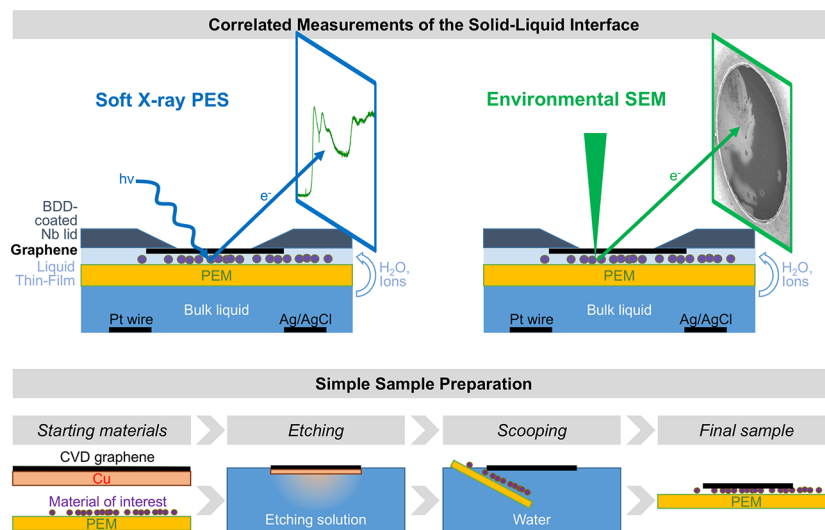 Correlated Measurements of the Solid-Liquid Interface
Soft X-ray PES
hν
e-
BDD-
coated
Nb lid
Graphene
Liquid
Thin-Film
PEM
H2O,
Ions
Bulk liquid
Pt wire
Ag/AgCl
Environmental SEM
e-
PEM
H2O,
Ions
Bulk liquid
Pt wire
Ag/AgCl
Simple Sample Preparation
Starting materials
Etching
Scooping
Final sample
CVD graphene
Cu
Material of interest
PEM
Etching solution
Water
PEM